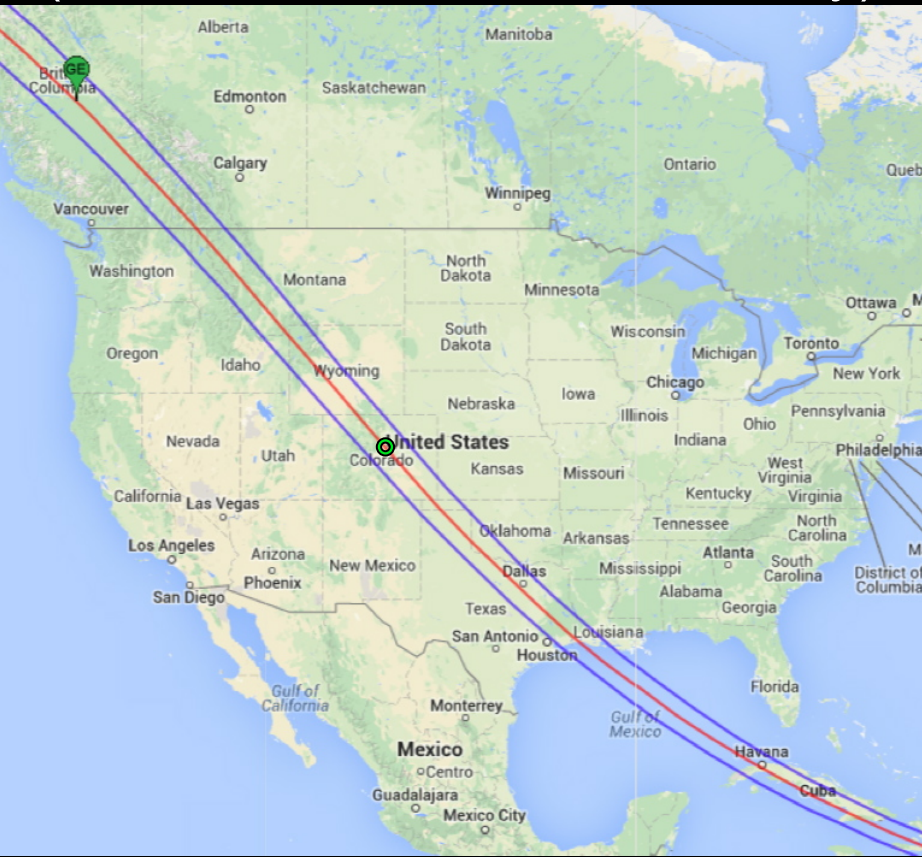 Alberta
Manitoba
GE
British
Columbia
Saskatchewan
Edmonton
Ontario
Calgary
Queb
Winnipeg
Vancouver
Washington
Montana
North
Dakota
Minnesota
Ottawa
M
South
Dakota
Wisconsin
Toronto
Oregon
Michigan
Idaho
Wyoming
New York
Chicago
Iowa
Nebraska
Illinois
Pennsylvania
Ohio
Nevada
United States
Indiana
Philadelphia
Utah
Colorado
Kansas
Missouri
West
Virginia
California
Las Vegas
Kentucky
Virginia
Oklahoma
Tennessee
North
Carolina
Los Angeles
Arkansas
Arizona
New Mexico
Atlanta
M
Dallas
Mississippi
South
Carolina
District of
Columbia
Phoenix
San Diego
Alabama
Georgia
Texas
San Antonio
Louisiana
Houston
Gulf of
California
Florida
Monterrey
Gulf of
Mexico
Mexico
Havana
Centro
Cuba
Guadalajara
Mexico City